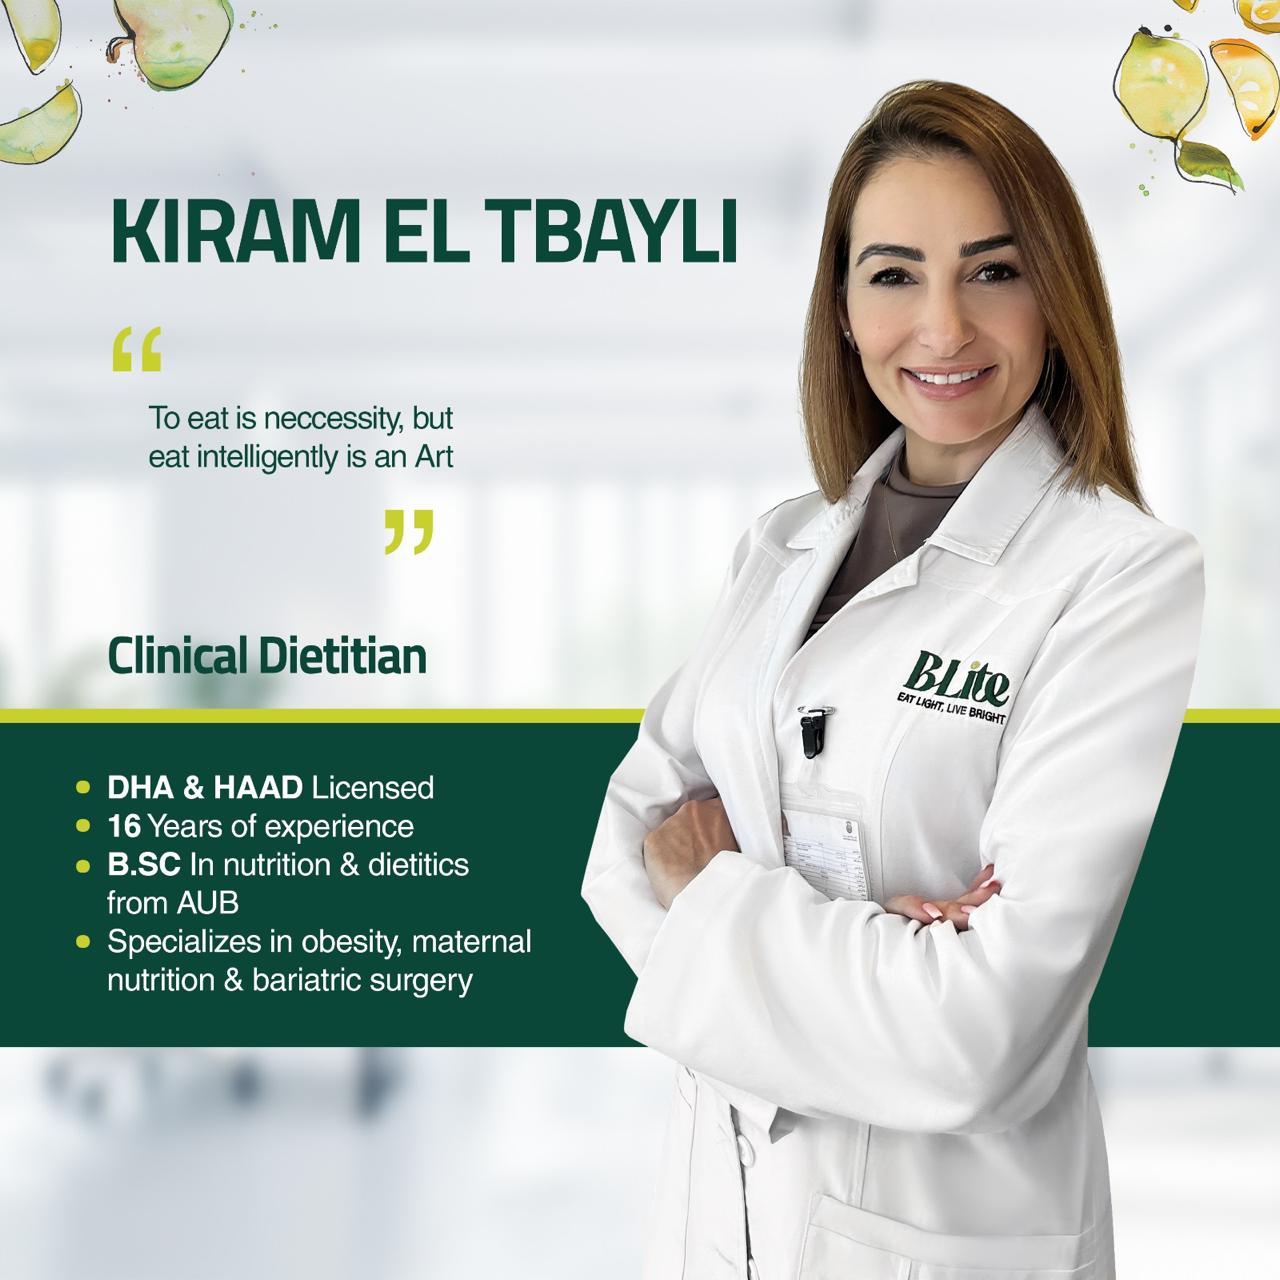 KIRAM EL TBAYLI
“
To eat is neccessity, but
eat intelligently is an Art
”
Clinical Dietitian
B-Lite
EAT LIGHT, LIVE BRIGHT
DHA & HAAD Licensed
16 Years of experience
B.SC In nutrition & dietitics
from AUB
Specializes in obesity, maternal
nutrition & bariatric surgery